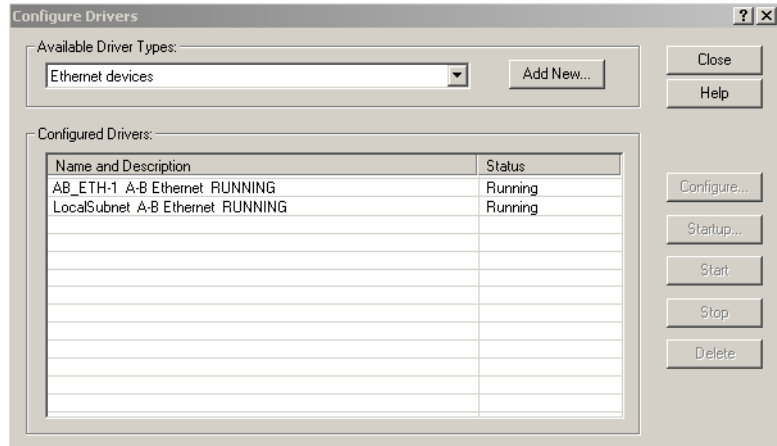 Configure Drivers
Available Driver Types:
Ethernet devices
Add New...
Close
Help
Configured Drivers:
Name and Description Status
AB_ETH-1 A-B Ethernet RUNNING Running
LocalSubnet A-B Ethernet RUNNING Running
Configure...
Startup...
Start
Stop
Delete